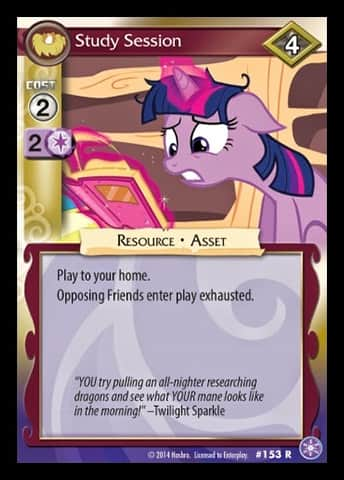 Study Session
4
COST
2
2
RESOURCE • ASSET
Play to your home.
Opposing Friends enter play exhausted.
"YOU try pulling an all-nighter researching
dragons and see what YOUR mane looks like
in the morning!" –Twilight Sparkle
© 2014 Hasbro. Licensed to Enterplay. #153 R